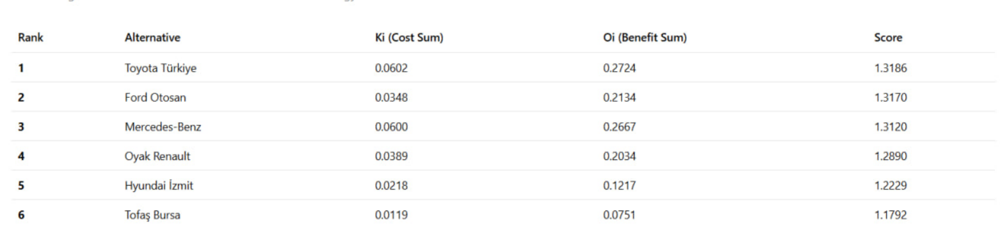 Rank Alternative Ki (Cost Sum) Oi (Benefit Sum) Score
1 Toyota Türkiye 0.0602 0.2724 1.3186
2 Ford Otosan 0.0348 0.2134 1.3170
3 Mercedes-Benz 0.0600 0.2667 1.3120
4 Oyak Renault 0.0389 0.2034 1.2890
5 Hyundai İzmit 0.0218 0.1217 1.2229
6 Tofaş Bursa 0.0119 0.0751 1.1792